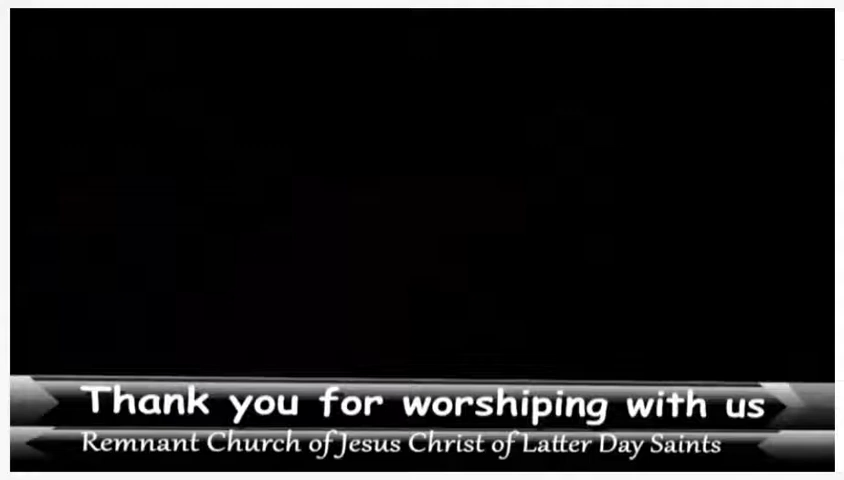 Thank you for worshiping with us
Remnant Church of Jesus Christ of Latter Day Saints